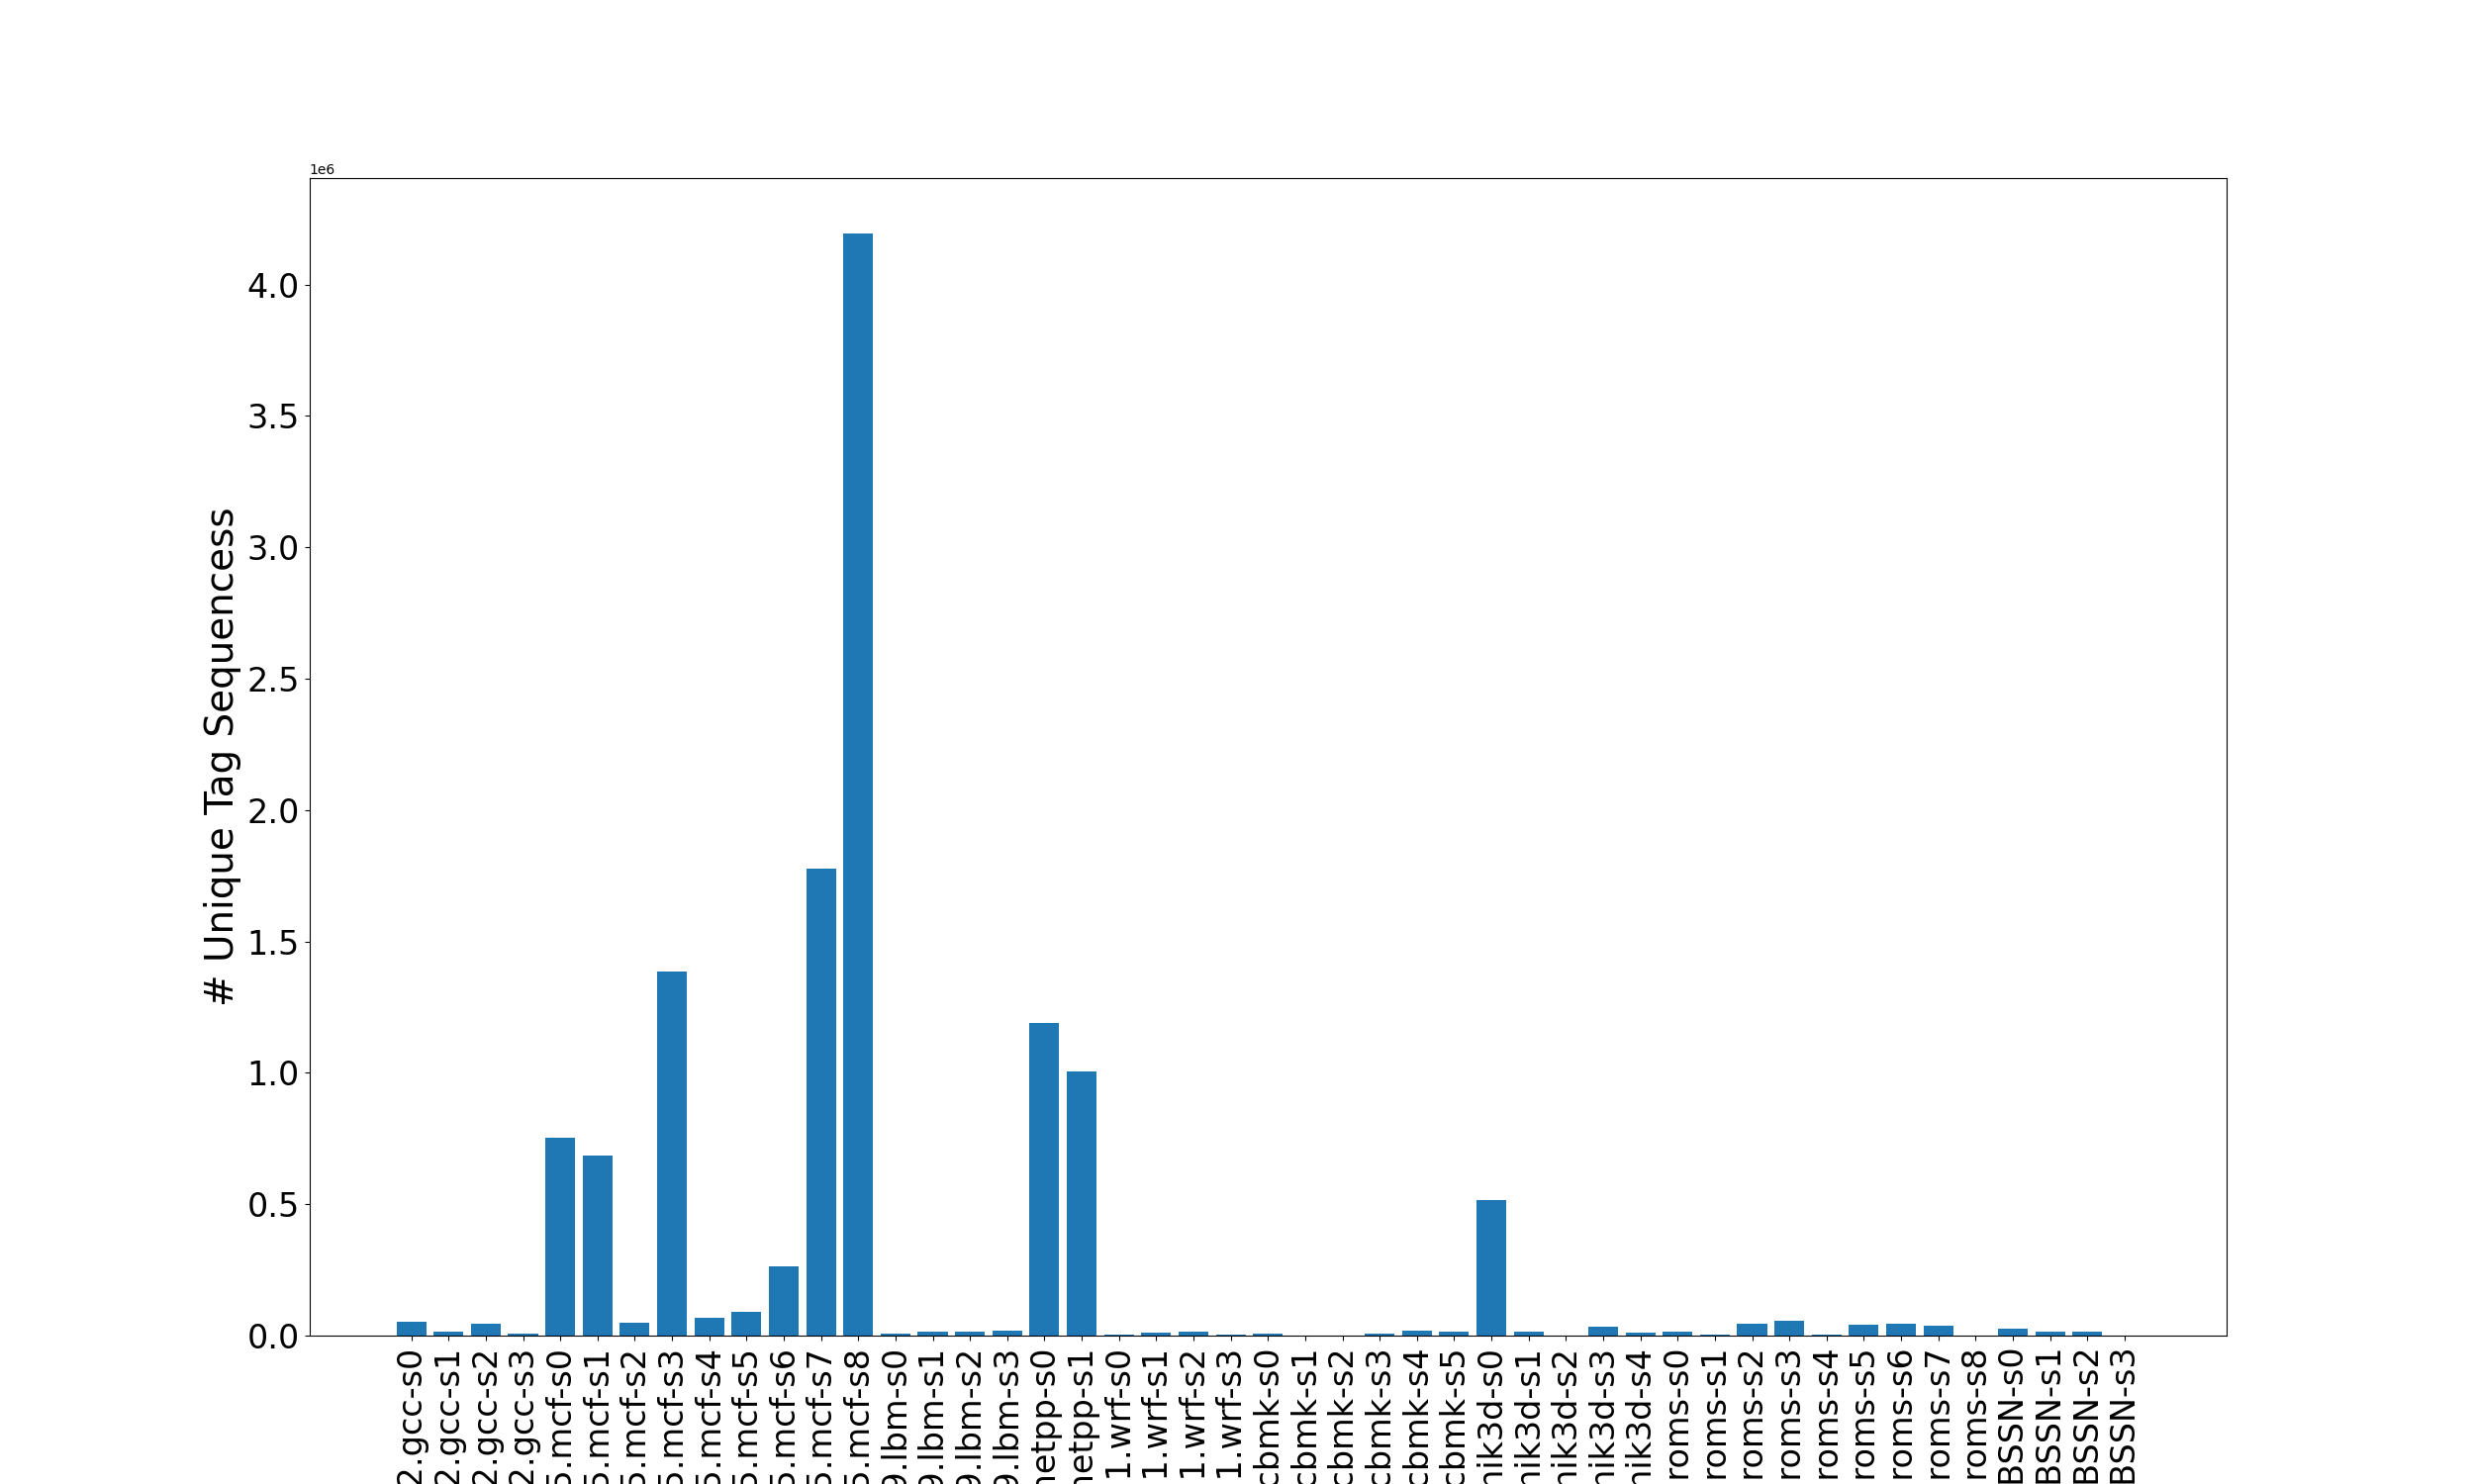 1e6
4.0
3.5
3.0
2.5
2.0
1.5
1.0
0.5
0.0
# Unique Tag Sequencess
2.gcc-s0
2.gcc-s1
2.gcc-s2
2.gcc-s3
5.mcf-s0
5.mcf-s1
5.mcf-s2
5.mcf-s3
5.mcf-s4
5.mcf-s5
5.mcf-s6
5.mcf-s7
5.mcf-s8
9.lbm-s0
9.lbm-s1
9.lbm-s2
9.lbm-s3
netpp-s0
netpp-s1
1.wrf-s0
1.wrf-s1
1.wrf-s2
1.wrf-s3
cbmk-s0
cbmk-s1
cbmk-s2
cbmk-s3
cbmk-s4
cbmk-s5
nik3d-s0
nik3d-s1
nik3d-s2
nik3d-s3
nik3d-s4
roms-s0
roms-s1
roms-s2
roms-s3
roms-s4
roms-s5
roms-s6
roms-s7
roms-s8
BSSN-s0
BSSN-s1
BSSN-s2
BSSN-s3